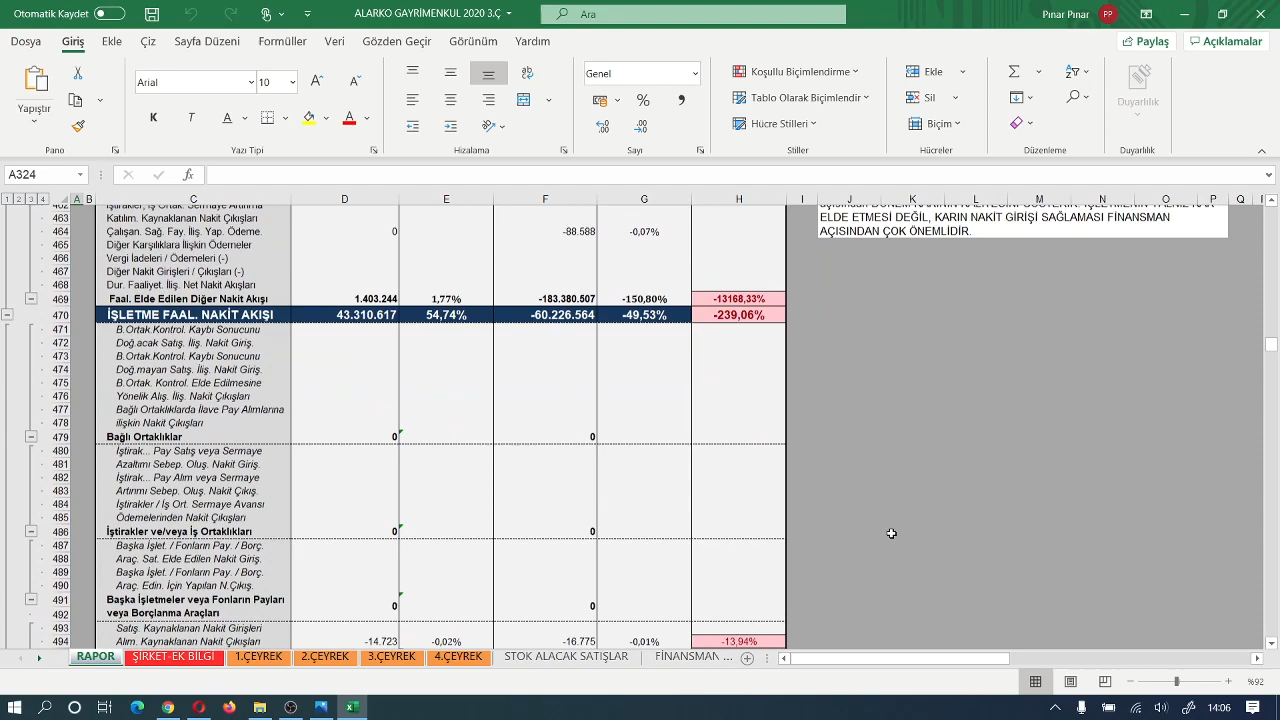 Otomatik Kaydet
ALARKO GAYRİMENKUL 2020 3.Ç
Ara
Pınar Pınar
PP
Dosya Giriş Ekle Çiz Sayfa Düzeni Formüller Veri Gözden Geçir Görünüm Yardım
Paylaş Açıklamalar
Yapıştır
Arial 10
K T A
Genel
Koşullu Biçimlendirme
Tablo Olarak Biçimlendir
Hücre Stilleri
Ekle
Sil
Biçim
Duyarlılık
Pano Yazı Tipi Hizalama Sayı Stiller Hücreler Düzenleme Duyarlılık
A324 fx
1 2 3 4 A B C D E F G H I J K L M N O P Q
ELDE ETMESİ DEĞİL, KARIN NAKİT GİRİŞİ SAĞLAMASI FİNANSMAN
AÇISINDAN ÇOK ÖNEMLİDİR.
462 İştirakler, İş Ortak. Sermaye Artırıma
463 Katılım. Kaynaklanan Nakit Çıkışları
464 Çalışan. Sağ. Fay. İliş. Yap. Ödeme. 0 -88.588 -0,07%
465 Diğer Karşılıklara İlişkin Ödemeler
466 Vergi İadeleri / Ödemeleri (-)
467 Diğer Nakit Girişleri / Çıkışları (-)
468 Dur. Faaliyet. İliş. Net Nakit Akışları
469 Faal. Elde Edilen Diğer Nakit Akışı 1.403.244 1,77% -183.380.507 -150,80% -13168,33%
470 İŞLETME FAAL. NAKİT AKIŞI 43.310.617 54,74% -60.226.564 -49,53% -239,06%
471 B.Ortak.Kontrol. Kaybı Sonucunu
472 Doğ.acak Satış. İliş. Nakit Giriş.
473 B.Ortak.Kontrol. Kaybı Sonucunu
474 Doğ.mayan Satış. İliş. Nakit Giriş.
475 B.Ortak. Kontrol. Elde Edilmesine
476 Yönelik Alış. İliş. Nakit Çıkışları
477 Bağlı Ortaklıklarda İlave Pay Alımlarına
478 ilişkin Nakit Çıkışları
479 Bağlı Ortaklıklar 0 0
480 İştirak... Pay Satış veya Sermaye
481 Azaltımı Sebep. Oluş. Nakit Giriş.
482 İştirak... Pay Alım veya Sermaye
483 Artırımı Sebep. Oluş. Nakit Çıkış.
484 İştirakler / İş Ort. Sermaye Avansı
485 Ödemelerinden Nakit Çıkışları
486 İştirakler ve/veya İş Ortaklıkları 0 0
487 Başka İşlet. / Fonların Pay. / Borç.
488 Araç. Sat. Elde Edilen Nakit Giriş.
489 Başka İşlet. / Fonların Pay. / Borç.
490 Araç. Edin. İçin Yapılan N.Çıkış.
491 Başka İşletmeler veya Fonların Payları
492 veya Borçlanma Araçları 0 0
493 Satış. Kaynaklanan Nakit Girişleri
494 Alım. Kaynaklanan Nakit Çıkışları -14.723 -0,02% -16.775 -0,01% -13,94%
RAPOR ŞİRKET-EK BİLGİ 1.ÇEYREK 2.ÇEYREK 3.ÇEYREK 4.ÇEYREK STOK ALACAK SATIŞLAR FİNANSMAN ...
%92
14:06